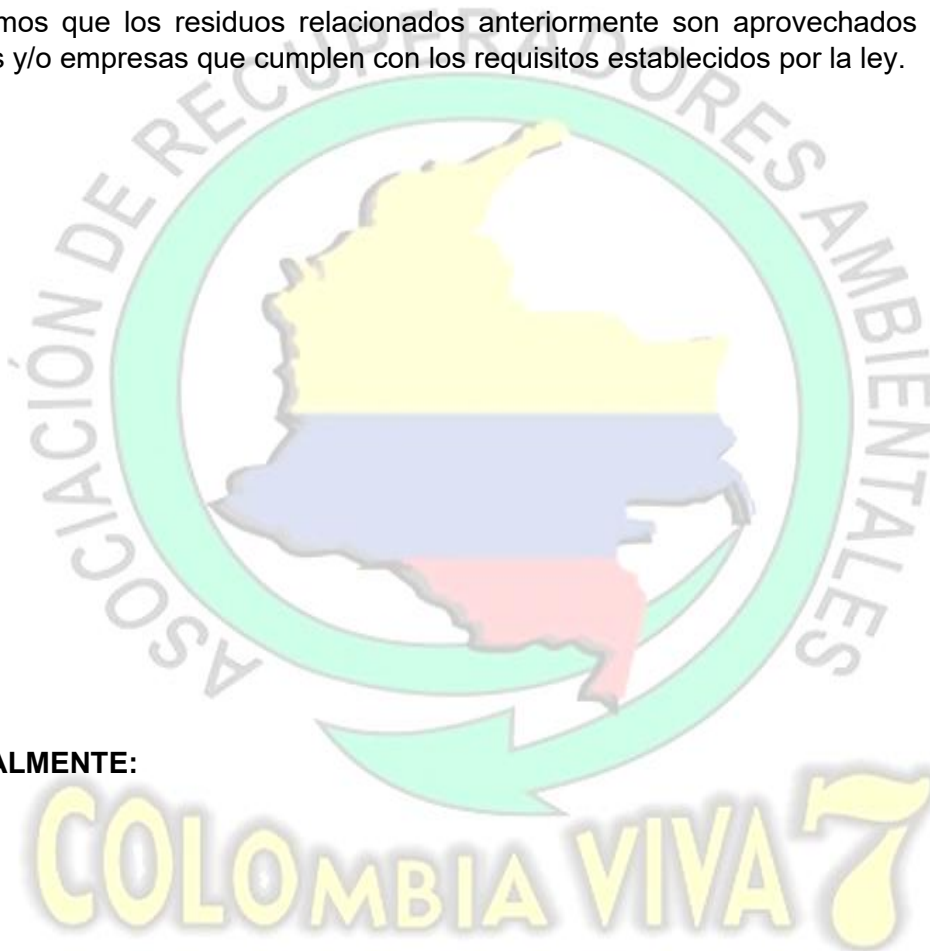 mos que los residuos relacionados anteriormente son aprovechados
s y/o empresas que cumplen con los requisitos establecidos por la ley.
ASOCIACIÓN DE RECUPERADORES AMBIENTALES
ALMENTE:
COLOMBIA VIVA 7